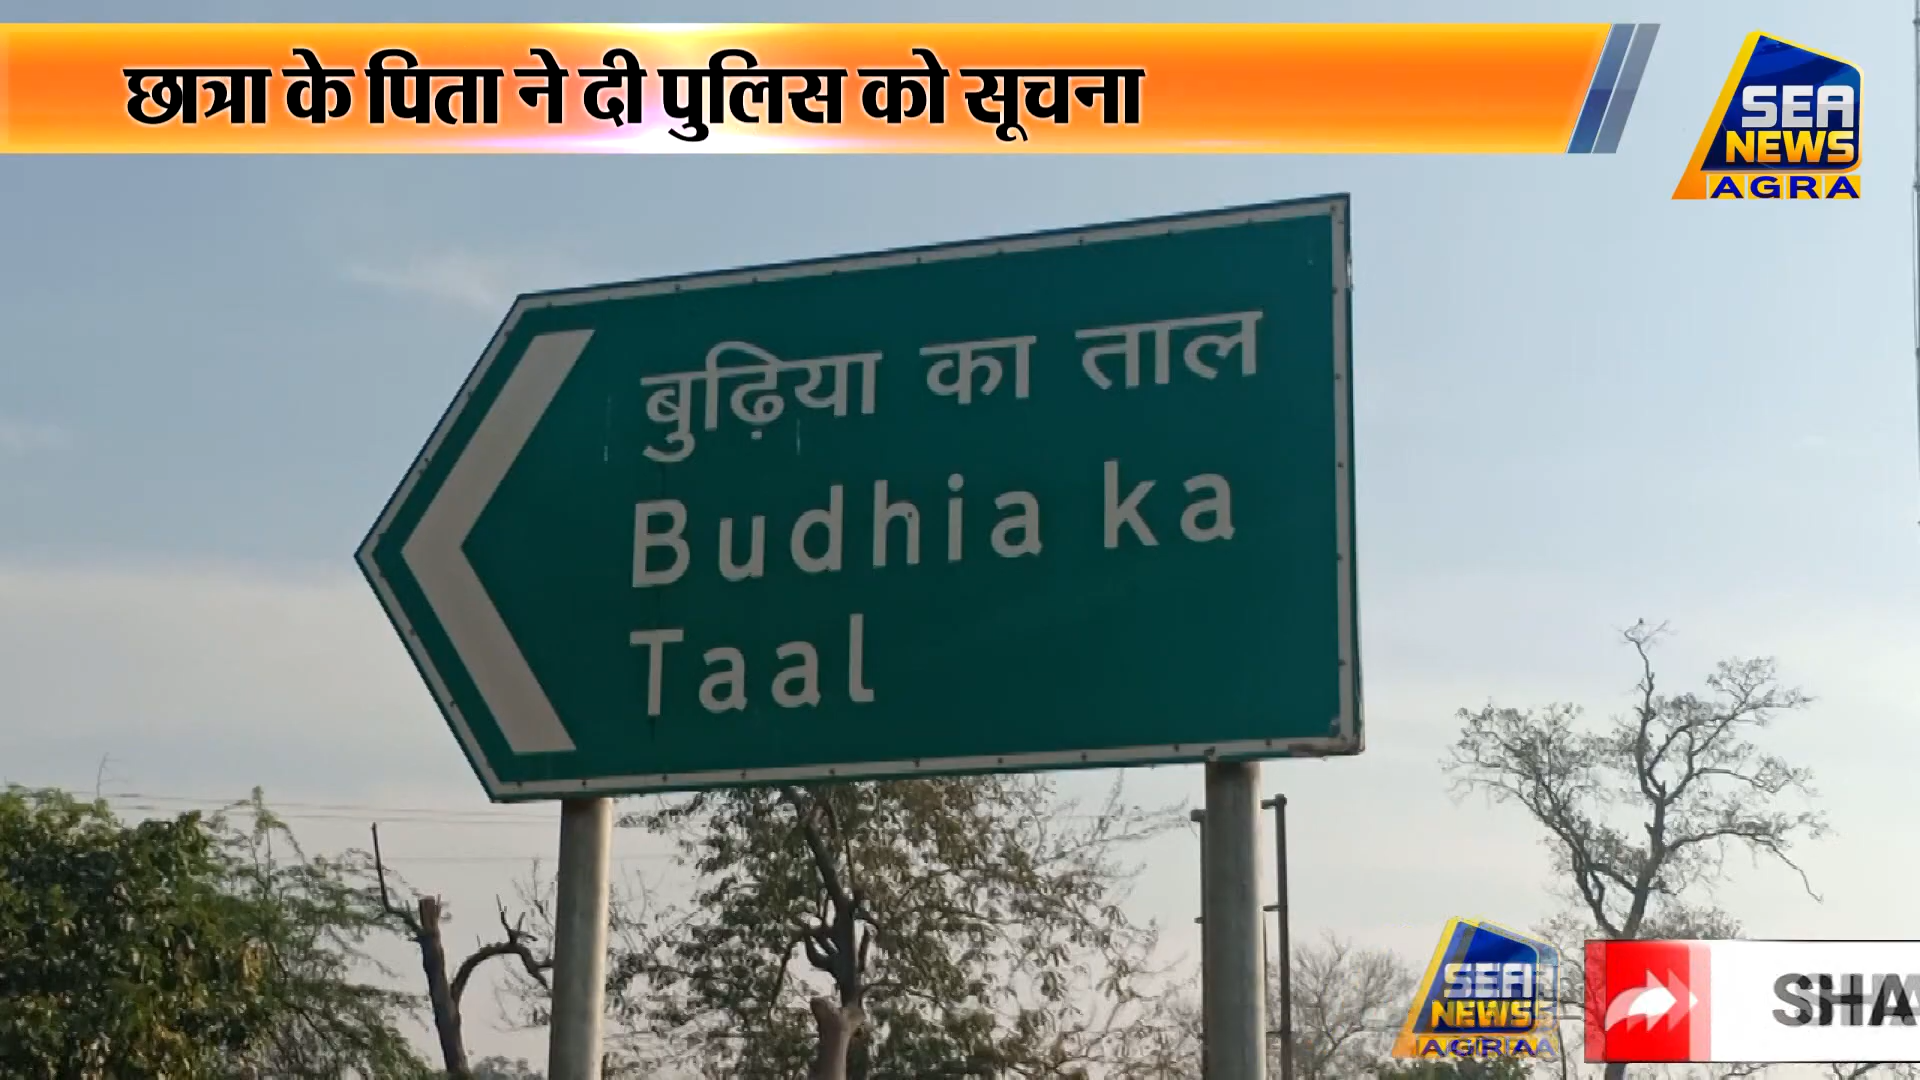 छात्रा के पिता ने दी पुलिस को सूचना
SEA
NEWS
AGRA
बुढ़िया का ताल
Budhia ka
Taal
SEA
NEWS
AGRA
SHA